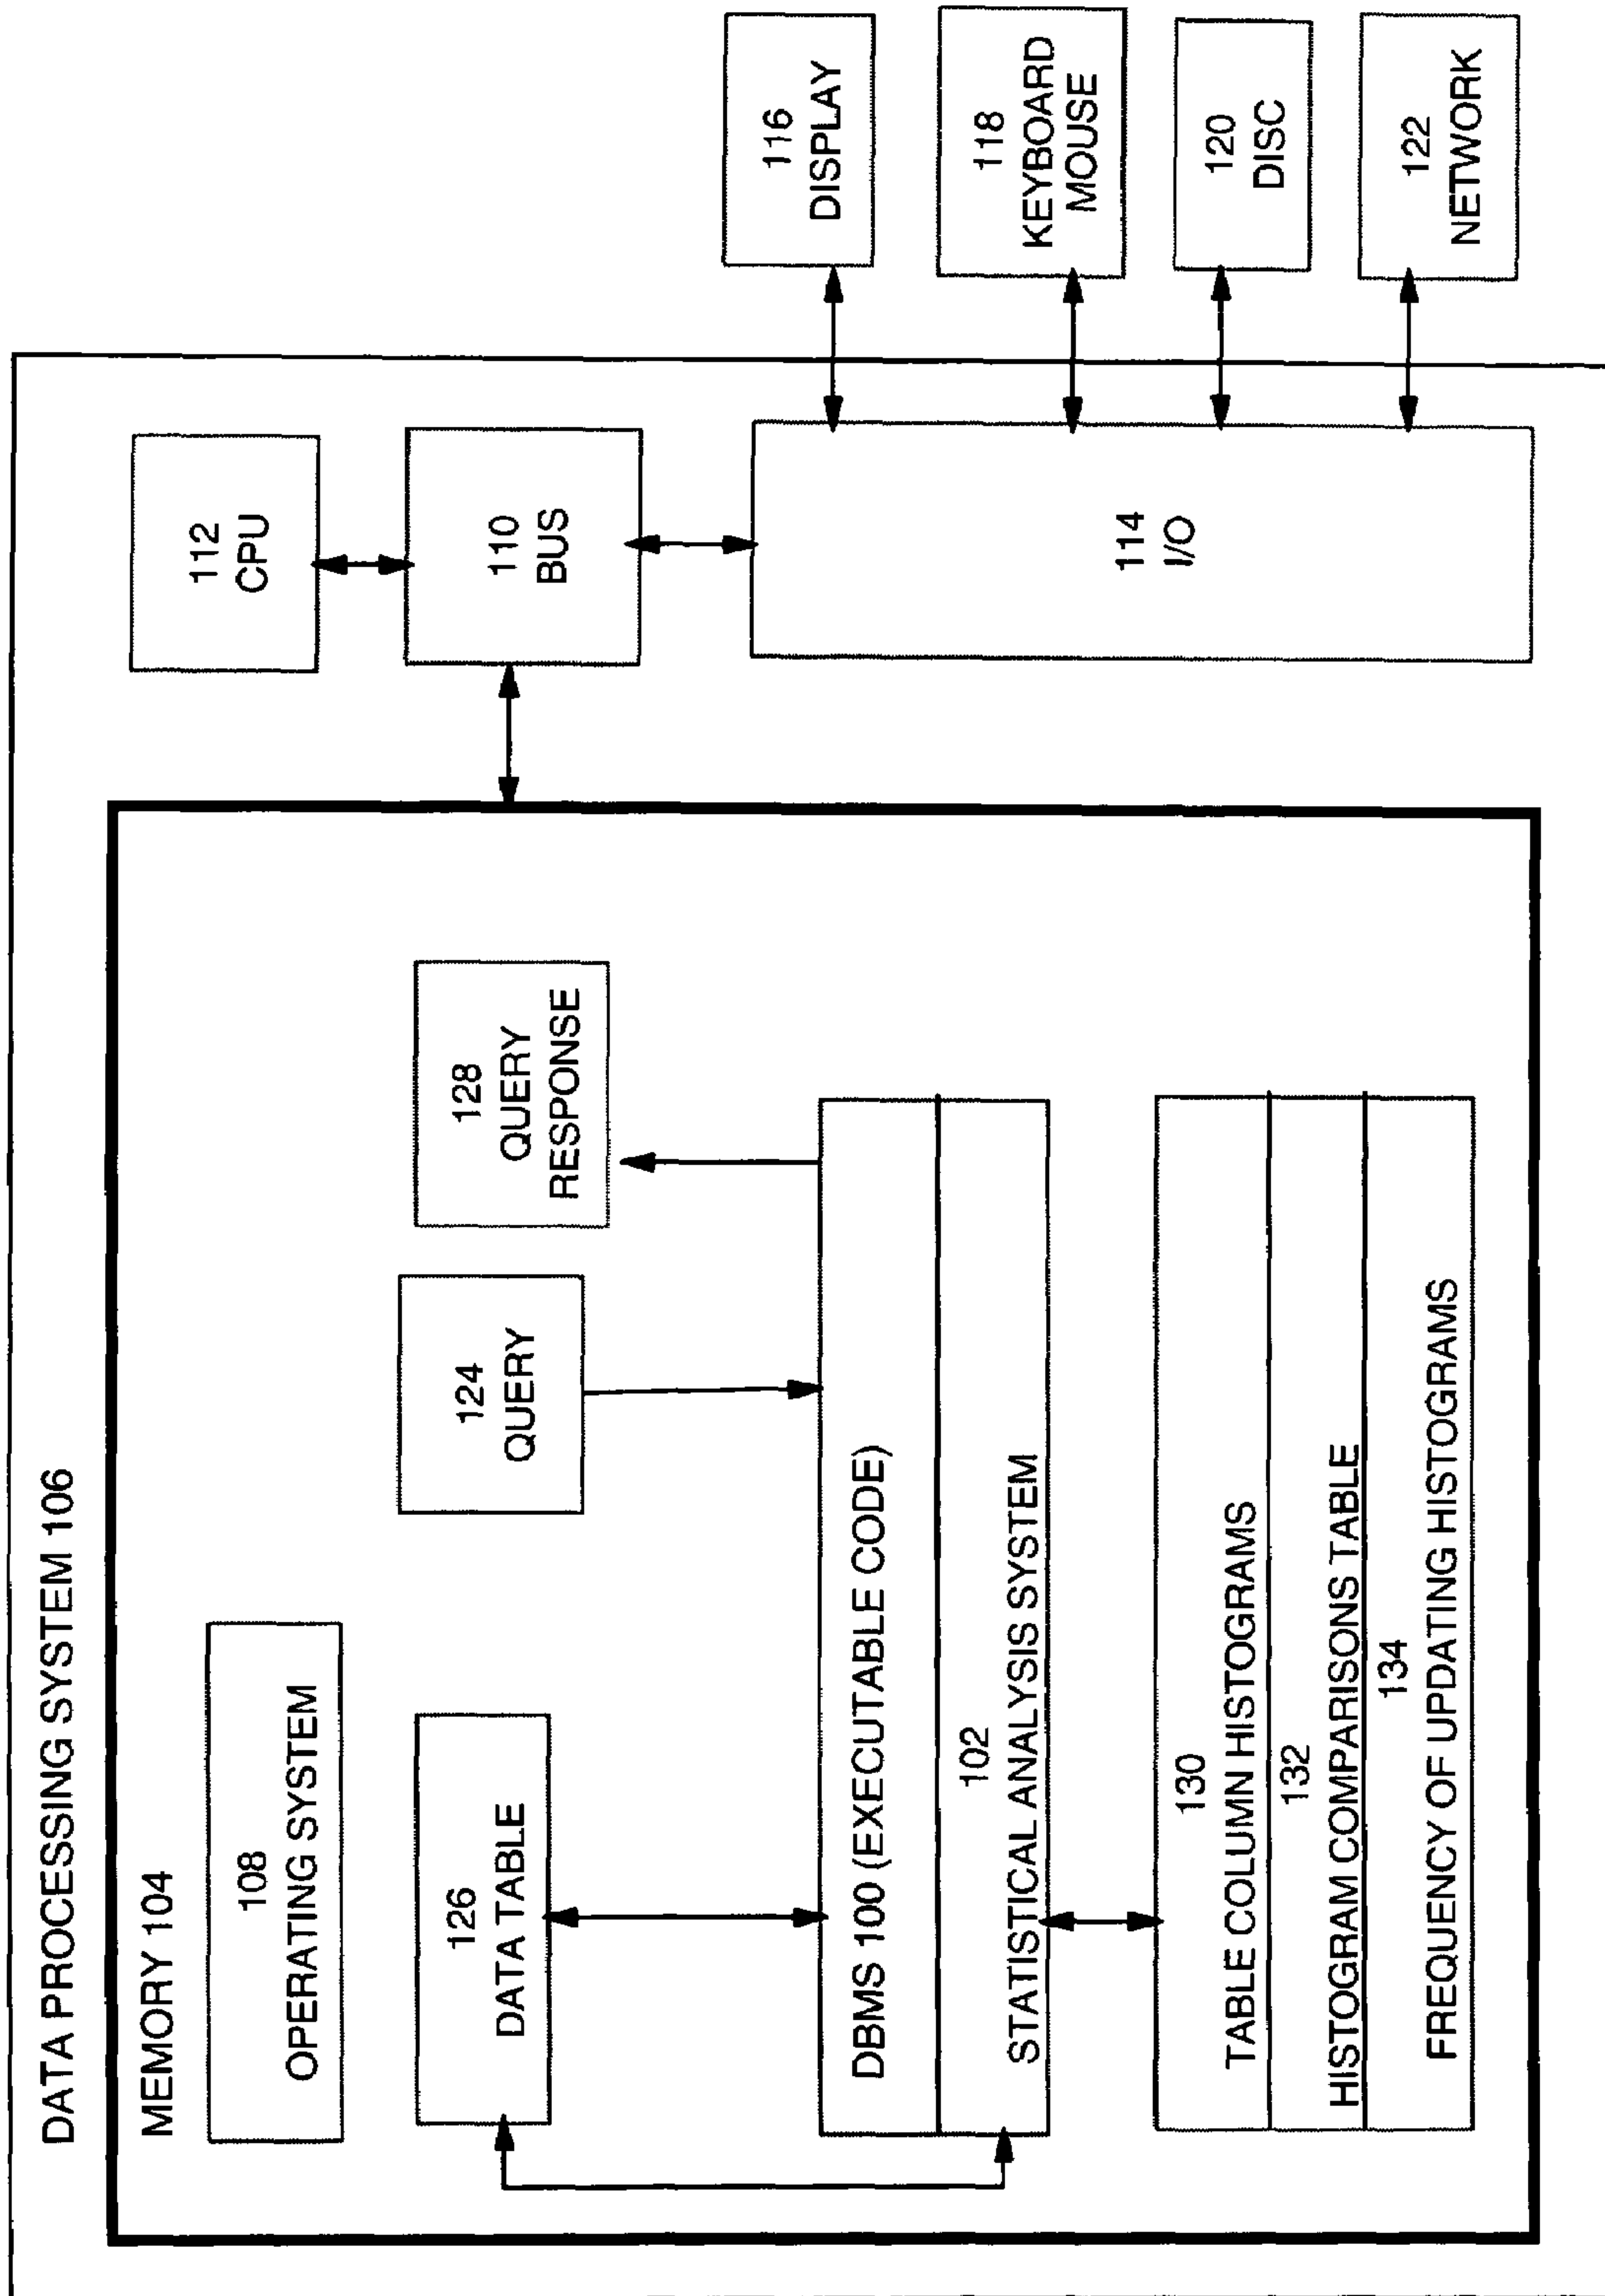 DATA PROCESSING SYSTEM 106
MEMORY 104
108
OPERATING SYSTEM
126
DATA TABLE
124
QUERY
128
QUERY
RESPONSE
DBMS 100 (EXECUTABLE CODE)
102
STATISTICAL ANALYSIS SYSTEM
130
TABLE COLUMN HISTOGRAMS
132
HISTOGRAM COMPARISONS TABLE
134
FREQUENCY OF UPDATING HISTOGRAMS
112
CPU
110
BUS
114
I/O
116
DISPLAY
118
KEYBOARD
MOUSE
120
DISC
122
NETWORK